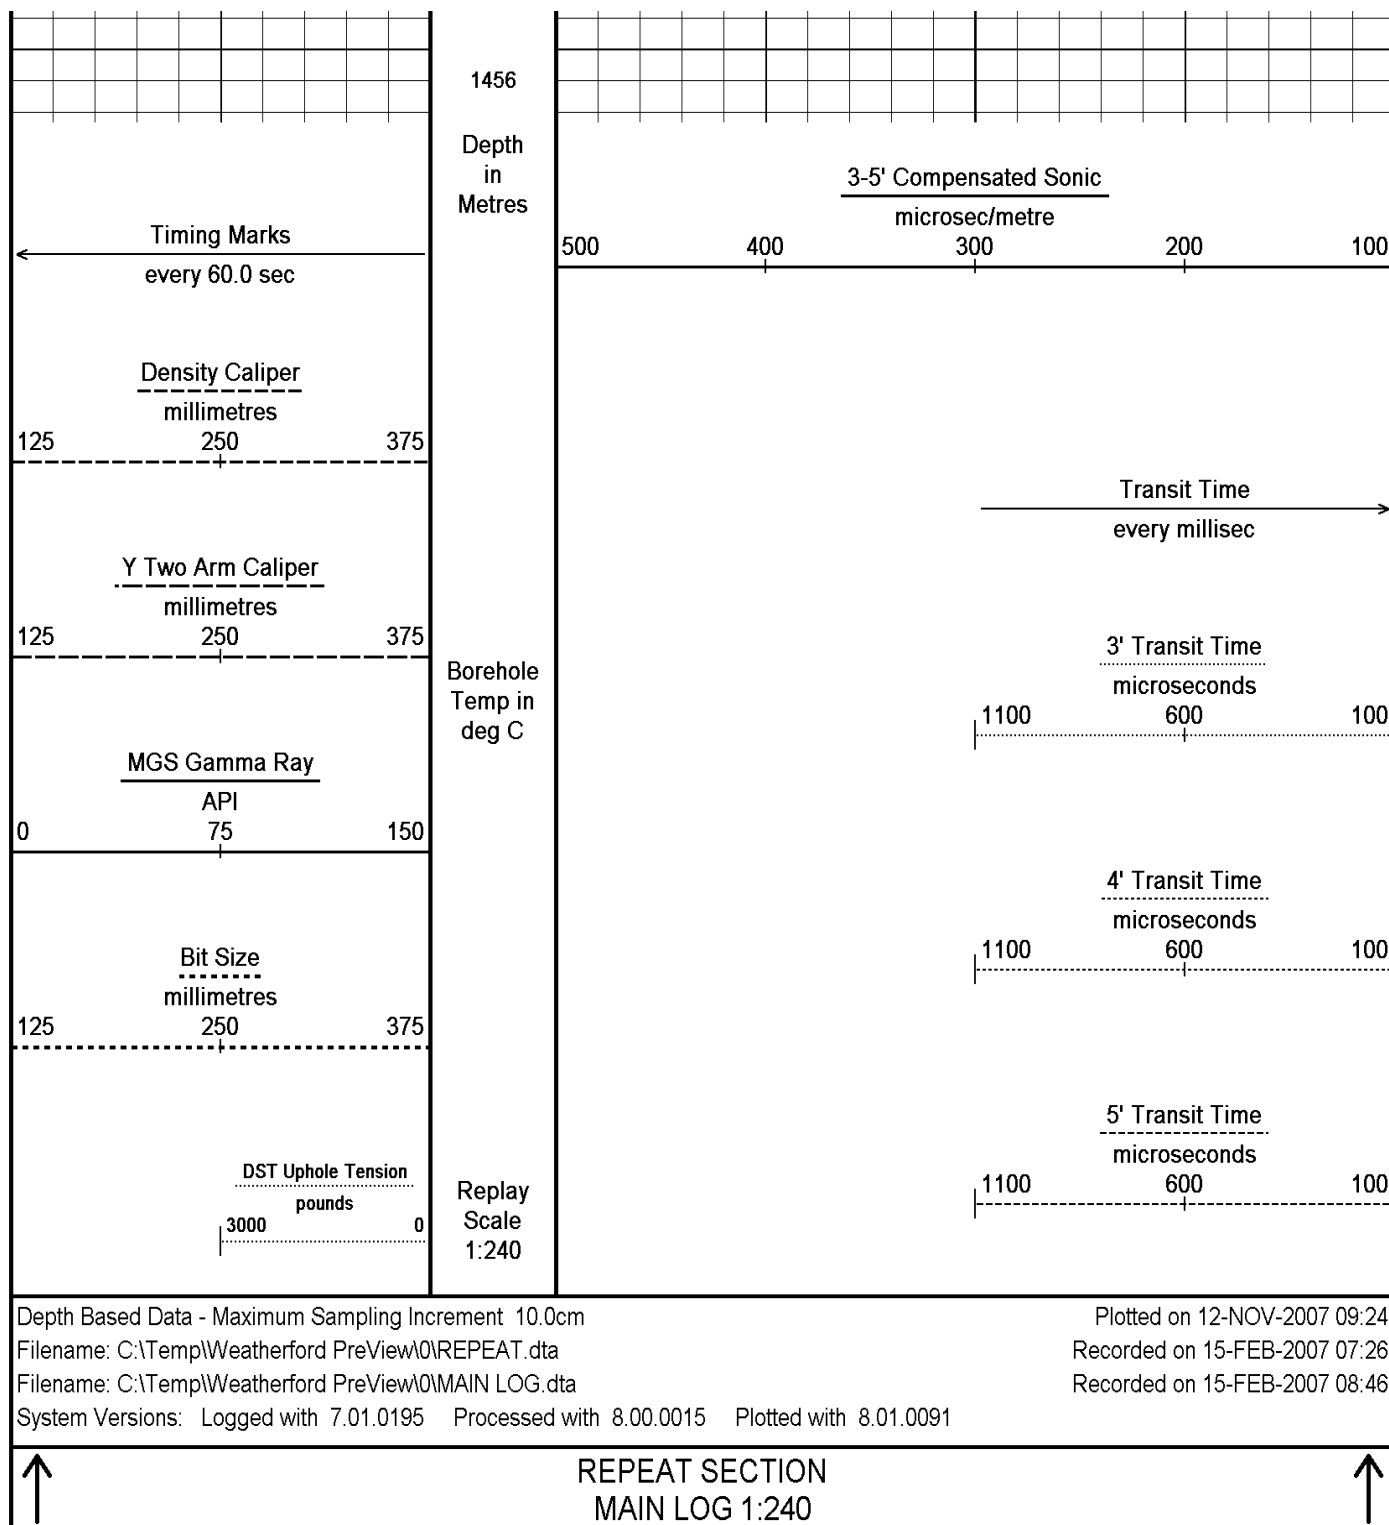 1456
Depth
in
Metres
3-5' Compensated Sonic
microsec/metre
500 400 300 200 100
Timing Marks
every 60.0 sec
Density Caliper
millimetres
125 250 375
Transit Time
every millisec
Y Two Arm Caliper
millimetres
125 250 375
Borehole
Temp in
deg C
3' Transit Time
microseconds
1100 600 100
MGS Gamma Ray
API
0 75 150
4' Transit Time
microseconds
1100 600 100
Bit Size
millimetres
125 250 375
5' Transit Time
microseconds
1100 600 100
DST Uphole Tension
pounds
3000 0
Replay
Scale
1:240
Depth Based Data - Maximum Sampling Increment 10.0cm Plotted on 12-NOV-2007 09:24
Filename: C:\Temp\Weatherford PreView\0\REPEAT.dta Recorded on 15-FEB-2007 07:26
Filename: C:\Temp\Weatherford PreView\0\MAIN LOG.dta Recorded on 15-FEB-2007 08:46
System Versions: Logged with 7.01.0195 Processed with 8.00.0015 Plotted with 8.01.0091
REPEAT SECTION
MAIN LOG 1:240